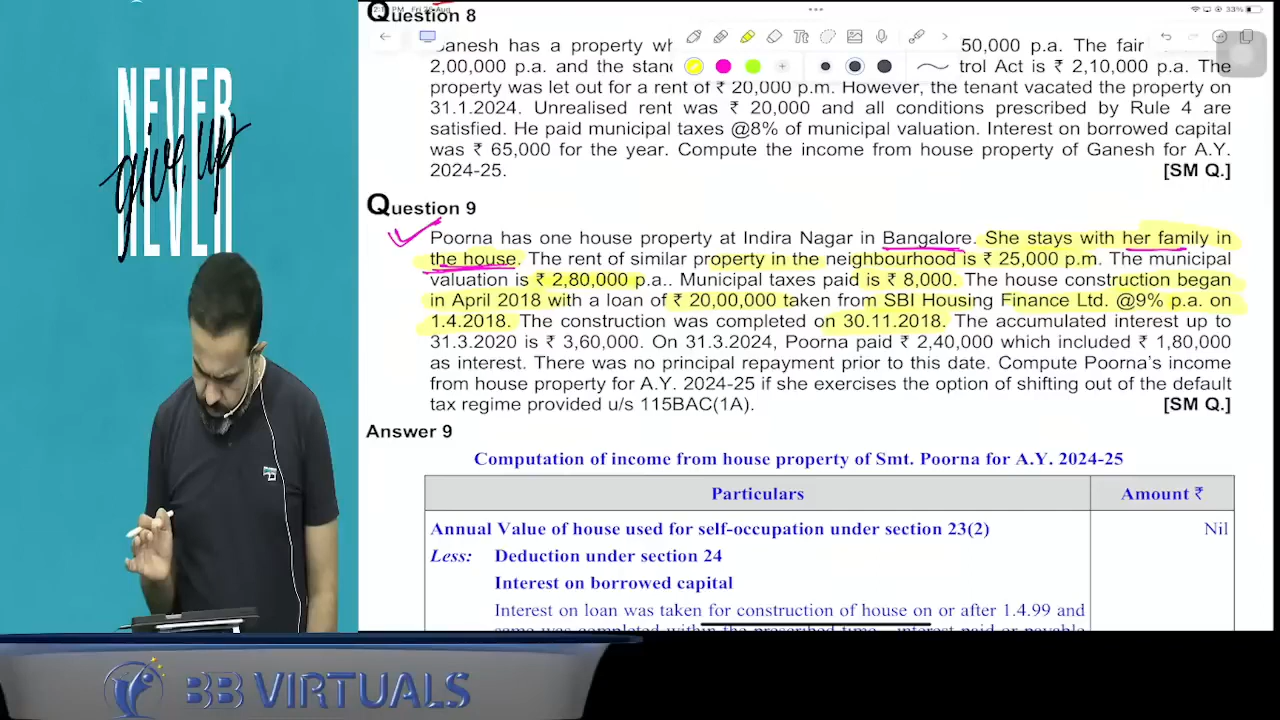 Question 8
Ganesh has a property wh 50,000 p.a. The fair
2,00,000 p.a. and the stan trol Act is ₹ 2,10,000 p.a. The
property was let out for a rent of ₹ 20,000 p.m. However, the tenant vacated the property on
31.1.2024. Unrealised rent was ₹ 20,000 and all conditions prescribed by Rule 4 are
satisfied. He paid municipal taxes @8% of municipal valuation. Interest on borrowed capital
was ₹ 65,000 for the year. Compute the income from house property of Ganesh for A.Y.
2024-25. [SM Q.]
Question 9
Poorna has one house property at Indira Nagar in Bangalore. She stays with her family in
the house. The rent of similar property in the neighbourhood is ₹ 25,000 p.m. The municipal
valuation is ₹ 2,80,000 p.a.. Municipal taxes paid is ₹ 8,000. The house construction began
in April 2018 with a loan of ₹ 20,00,000 taken from SBI Housing Finance Ltd. @9% p.a. on
1.4.2018. The construction was completed on 30.11.2018. The accumulated interest up to
31.3.2020 is ₹ 3,60,000. On 31.3.2024, Poorna paid ₹ 2,40,000 which included ₹ 1,80,000
as interest. There was no principal repayment prior to this date. Compute Poorna's income
from house property for A.Y. 2024-25 if she exercises the option of shifting out of the default
tax regime provided u/s 115BAC(1A). [SM Q.]
Answer 9
Computation of income from house property of Smt. Poorna for A.Y. 2024-25
Particulars Amount ₹
Annual Value of house used for self-occupation under section 23(2) Nil
Less: Deduction under section 24
Interest on borrowed capital
Interest on loan was taken for construction of house on or after 1.4.99 and
same was completed within the prescribed time - interest paid or payable
33%
NEVER
give up
NEVER
BB VIRTUALS